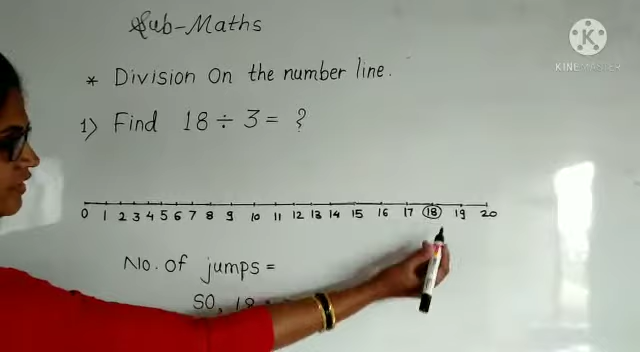 Sub-Maths
KINEMASTER
* Division On the number line.
1) Find 18 ÷ 3 = ?
0 1 2 3 4 5 6 7 8 9 10 11 12 13 14 15 16 17 18 19 20
No. of jumps =
SO, 18 ÷